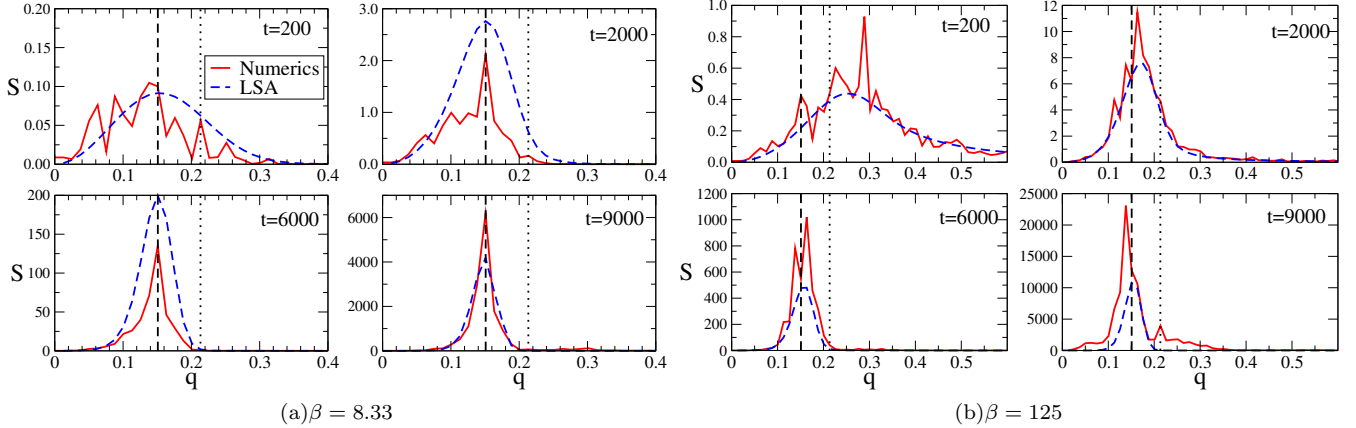 0.20
0.15
0.10
0.05
0.00
S
t=200
Numerics
LSA
0 0.1 0.2 0.3 0.4
3.0
2.0
1.0
0.0
t=2000
0 0.1 0.2 0.3 0.4
200
150
100
50
0
S
t=6000
0 0.1 0.2 0.3 0.4
q
6000
4000
2000
0
t=9000
0 0.1 0.2 0.3 0.4
q
(a)β = 8.33
1.0
0.8
0.6
0.4
0.2
0.0
S
t=200
0 0.1 0.2 0.3 0.4 0.5
12
10
8
6
4
2
0
t=2000
0 0.1 0.2 0.3 0.4 0.5
1200
1000
800
600
400
200
0
S
t=6000
0 0.1 0.2 0.3 0.4 0.5
q
25000
20000
15000
10000
5000
0
t=9000
0 0.1 0.2 0.3 0.4 0.5
q
(b)β = 125